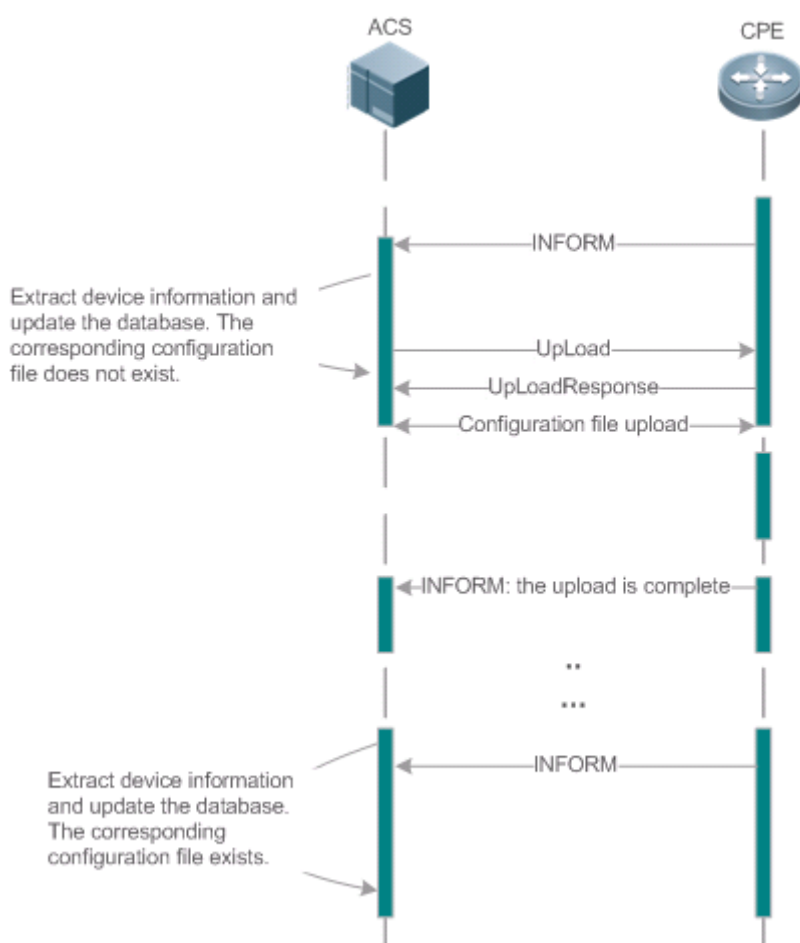 ACS
CPE
INFORM
Extract device information and
update the database. The
corresponding configuration
file does not exist.
UpLoad
UpLoadResponse
Configuration file upload
INFORM: the upload is complete
..
...
INFORM
Extract device information
and update the database.
The corresponding
configuration file exists.